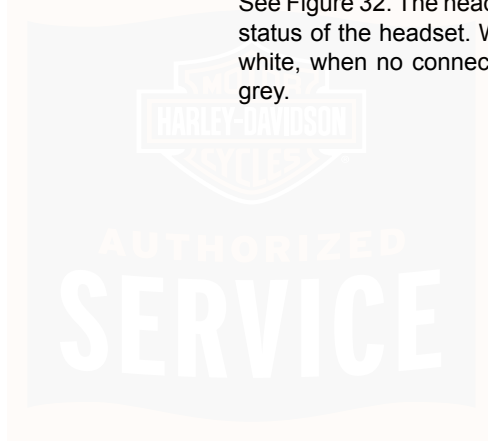 See Figure 32. The head
status of the headset. W
white, when no connec
grey.
MOTOR
HARLEY-DAVIDSON
CYCLES
AUTHORIZED
SERVICE